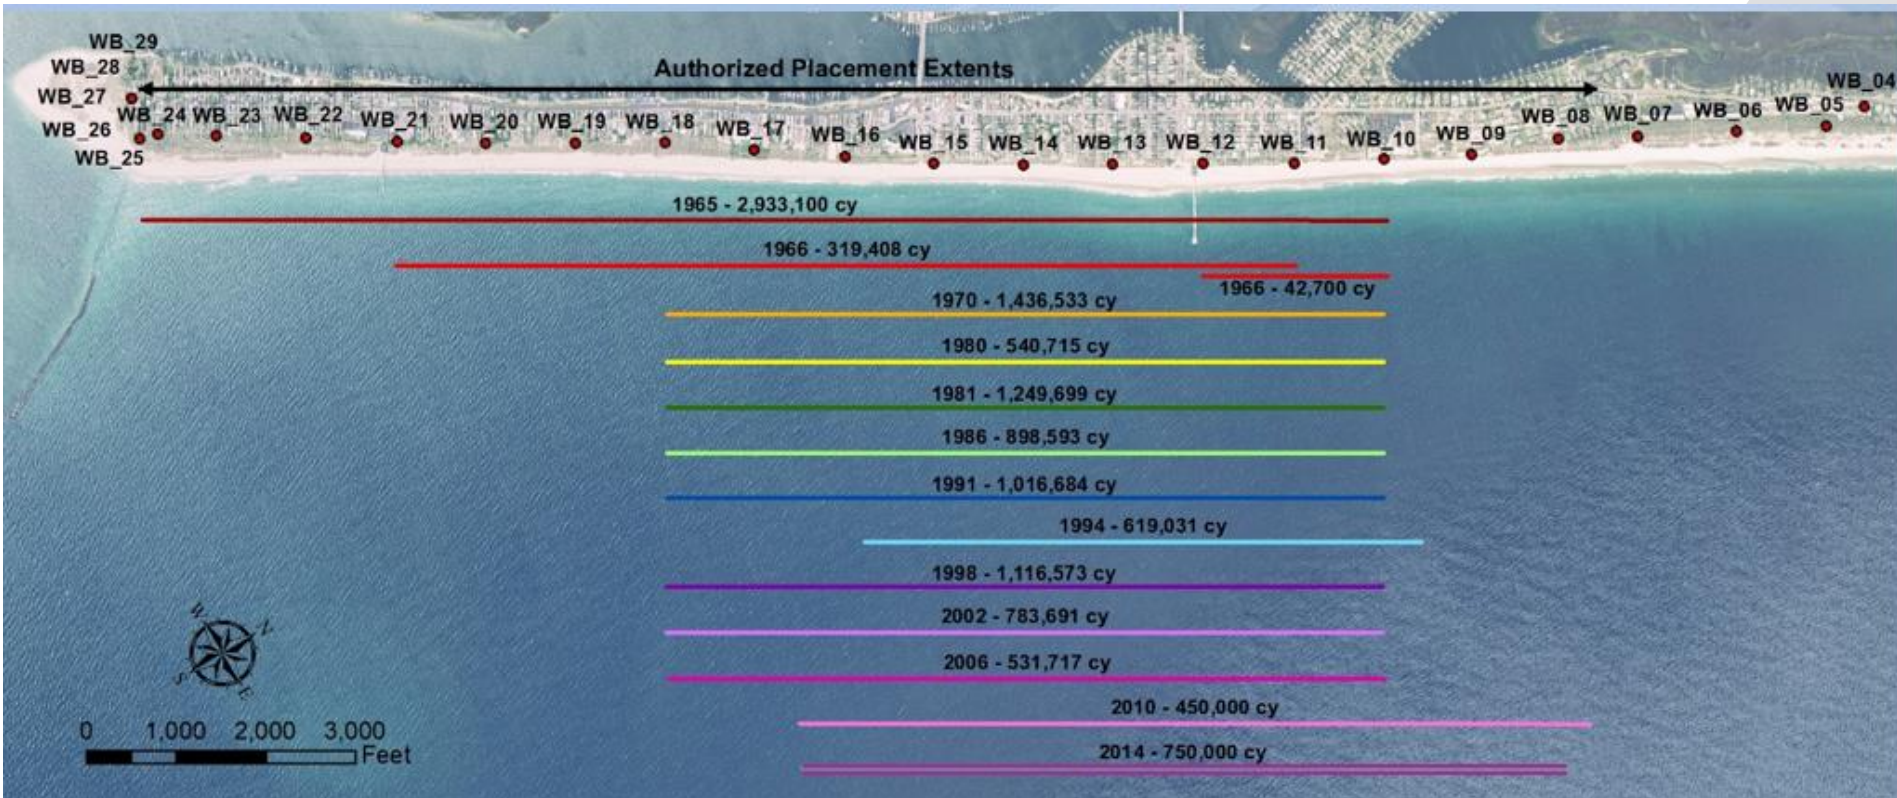 WB_29
WB_28
WB_27
WB_26
WB_25
Authorized Placement Extents
WB_24 WB_23 WB_22 WB_21 WB_20 WB_19 WB_18 WB_17 WB_16 WB_15 WB_14 WB_13 WB_12 WB_11 WB_10 WB_09 WB_08 WB_07 WB_06 WB_05 WB_04
1965 - 2,933,100 cy
1966 - 319,408 cy
1966 - 42,700 cy
1970 - 1,436,533 cy
1980 - 540,715 cy
1981 - 1,249,699 cy
1986 - 898,593 cy
1991 - 1,016,684 cy
1994 - 619,031 cy
1998 - 1,116,573 cy
2002 - 783,691 cy
2006 - 531,717 cy
2010 - 450,000 cy
2014 - 750,000 cy
W N
S E
0 1,000 2,000 3,000
Feet